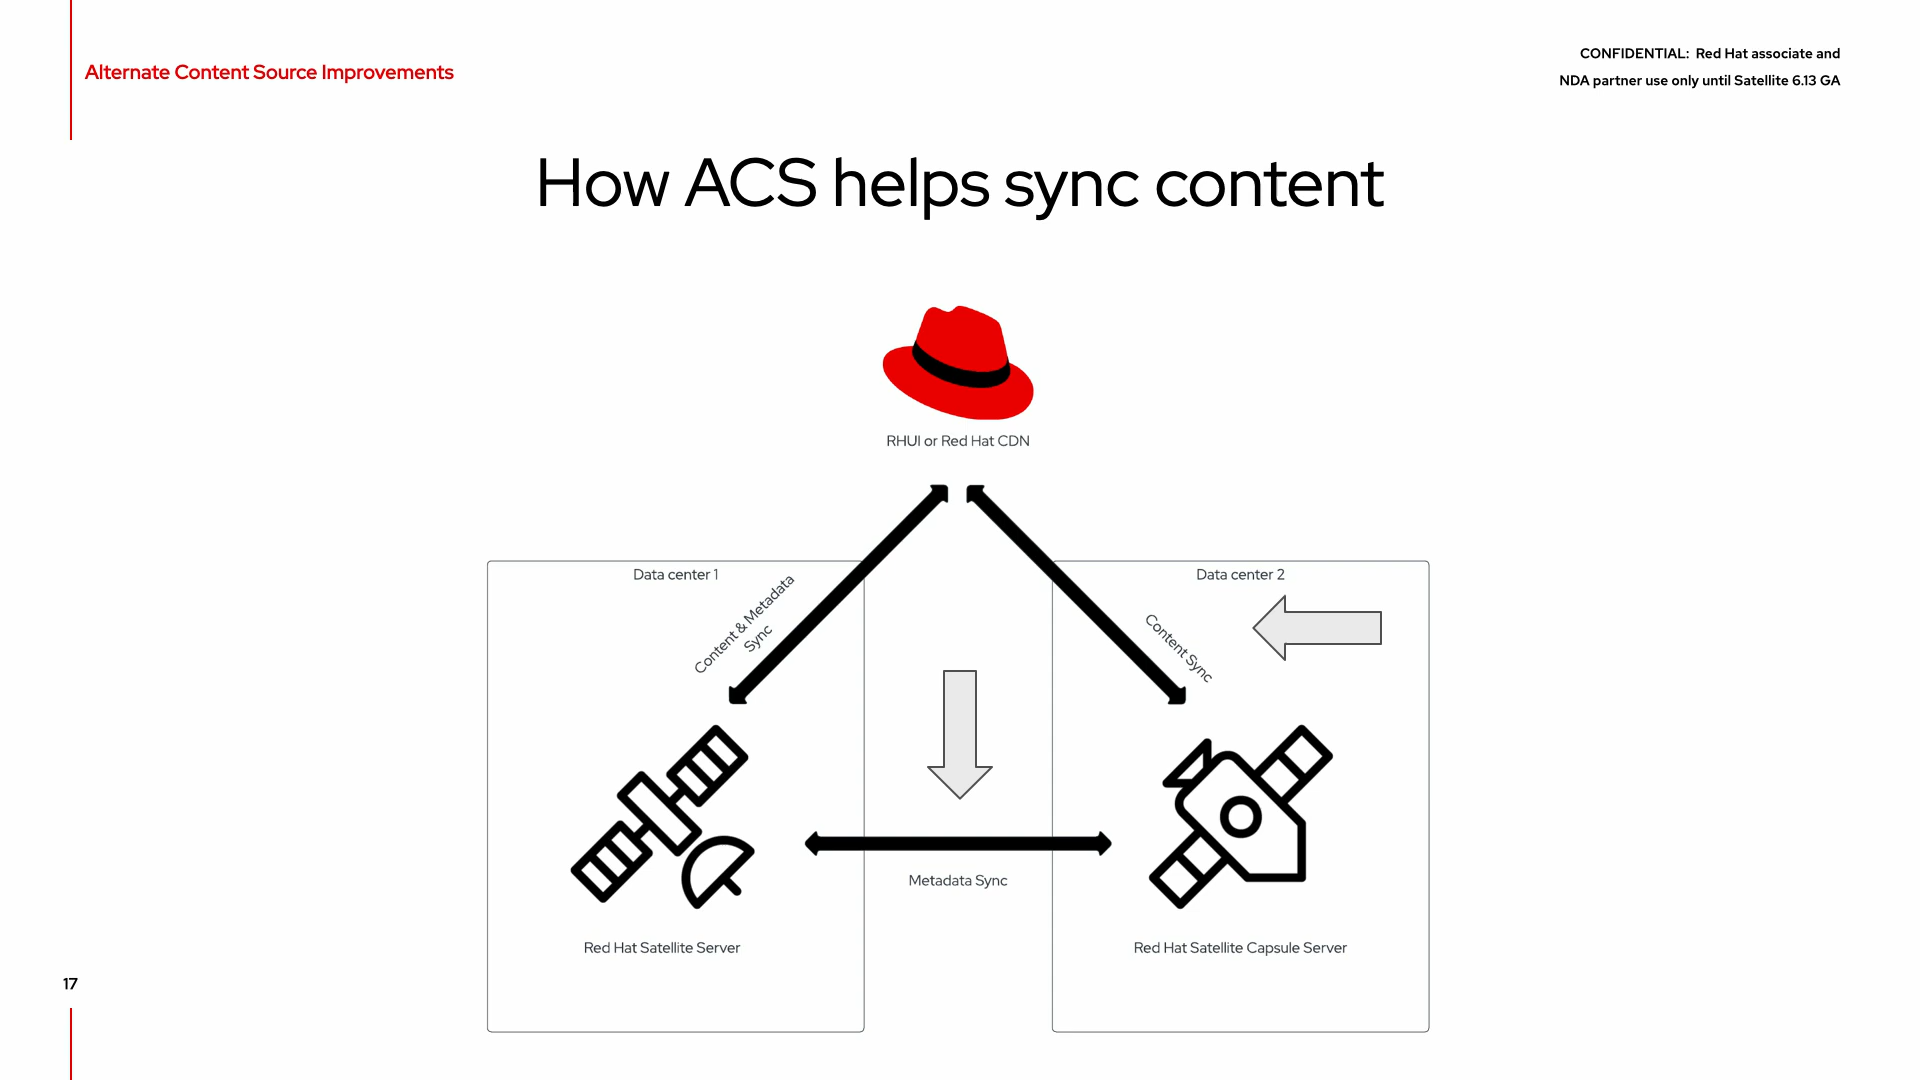 Alternate Content Source Improvements
CONFIDENTIAL: Red Hat associate and
NDA partner use only until Satellite 6.13 GA
How ACS helps sync content
RHUI or Red Hat CDN
Data center 1
Data center 2
Content & Metadata
Sync
Content Sync
Metadata Sync
Red Hat Satellite Server
Red Hat Satellite Capsule Server
17